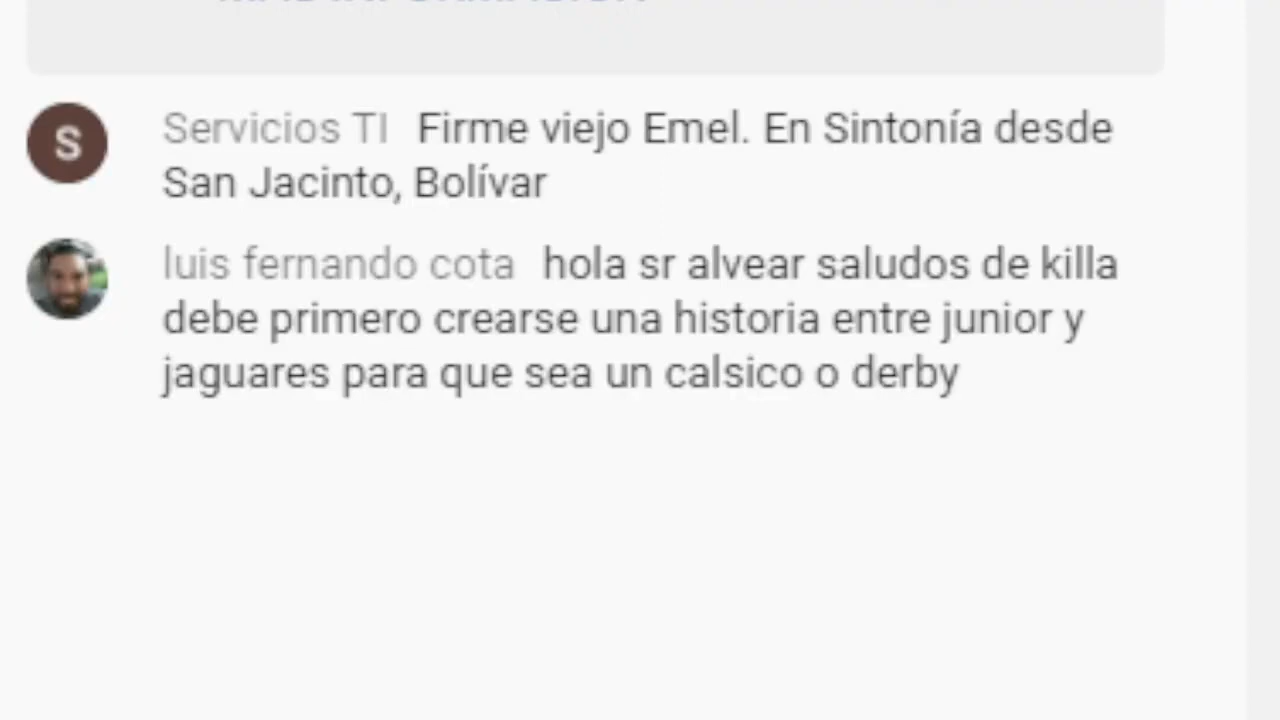 S
Servicios TI Firme viejo Emel. En Sintonía desde
San Jacinto, Bolívar
luis fernando cota hola sr alvear saludos de killa
debe primero crearse una historia entre junior y
jaguares para que sea un calsico o derby